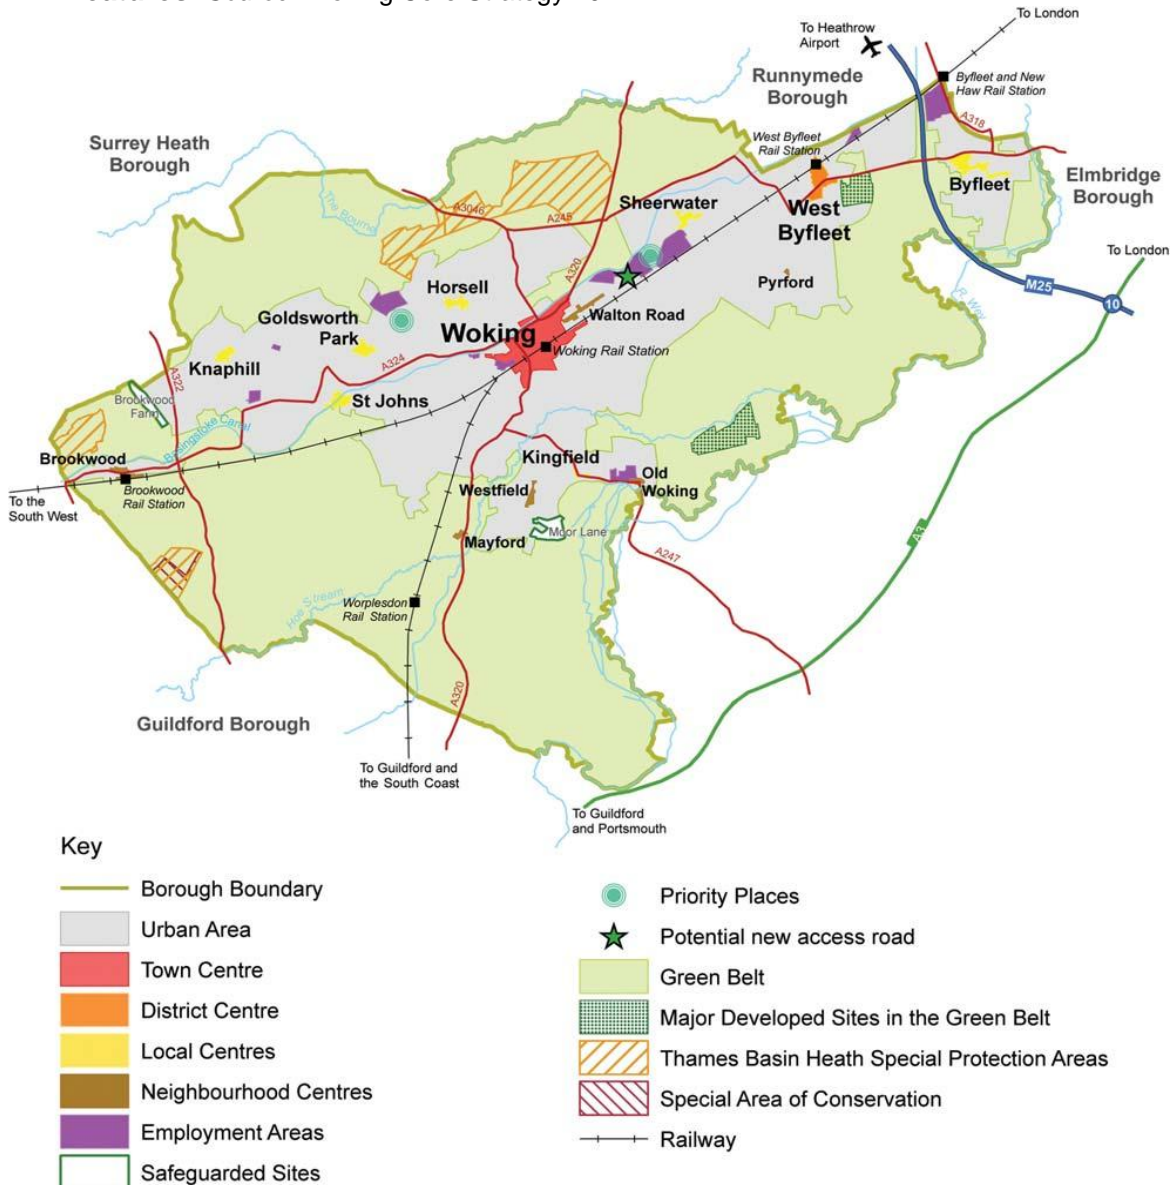 To London
To Heathrow
Airport
Runnymede
Borough
Byfleet and New
Haw Rail Station
A318
West Byfleet
Rail Station
Surrey Heath
Borough
Elmbridge
Borough
Byfleet
The Bourne
A3046
A245
Sheerwater
West
Byfleet
To London
A320
Pyrford
R. Wey
M25
10
Horsell
Goldsworth
Park
Walton Road
Woking
Woking Rail Station
Knaphill
A322
A324
Brookwood
Farm
St Johns
Basingstoke Canal
Brookwood
Kingfield
Old
Woking
Brookwood
Rail Station
To the
South West
Westfield
Moor Lane
Mayford
A247
A3
Hoe Stream
Worplesdon
Rail Station
A320
Guildford Borough
To Guildford and
the South Coast
To Guildford
and Portsmouth
Key
Borough Boundary
Urban Area
Town Centre
District Centre
Local Centres
Neighbourhood Centres
Employment Areas
Safeguarded Sites
Priority Places
Potential new access road
Green Belt
Major Developed Sites in the Green Belt
Thames Basin Heath Special Protection Areas
Special Area of Conservation
Railway